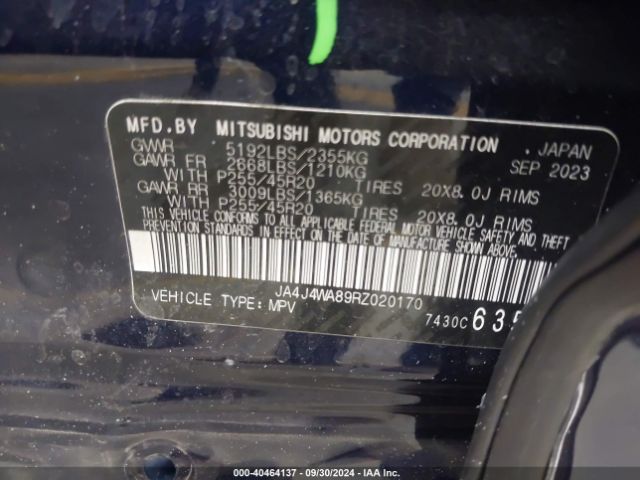 MFD.BY MITSUBISHI MOTORS CORPORATION, JAPAN
GVWR 5192LBS/2355KG SEP 2023
GAWR FR 2668LBS/1210KG
WITH P255/45R20 TIRES 20X8.0J RIMS
GAWR RR 3009LBS/1365KG
WITH P255/45R20 TIRES 20X8.0J RIMS
THIS VEHICLE CONFORMS TO ALL APPLICABLE FEDERAL MOTOR VEHICLE SAFETY AND THEFT
PREVENTION STANDARDS IN EFFECT ON THE DATE OF MANUFACTURE SHOWN ABOVE.
JA4J4WA89RZ020170
VEHICLE TYPE: MPV
7430C 635
000-40464137 - 09/30/2024 - IAA Inc.